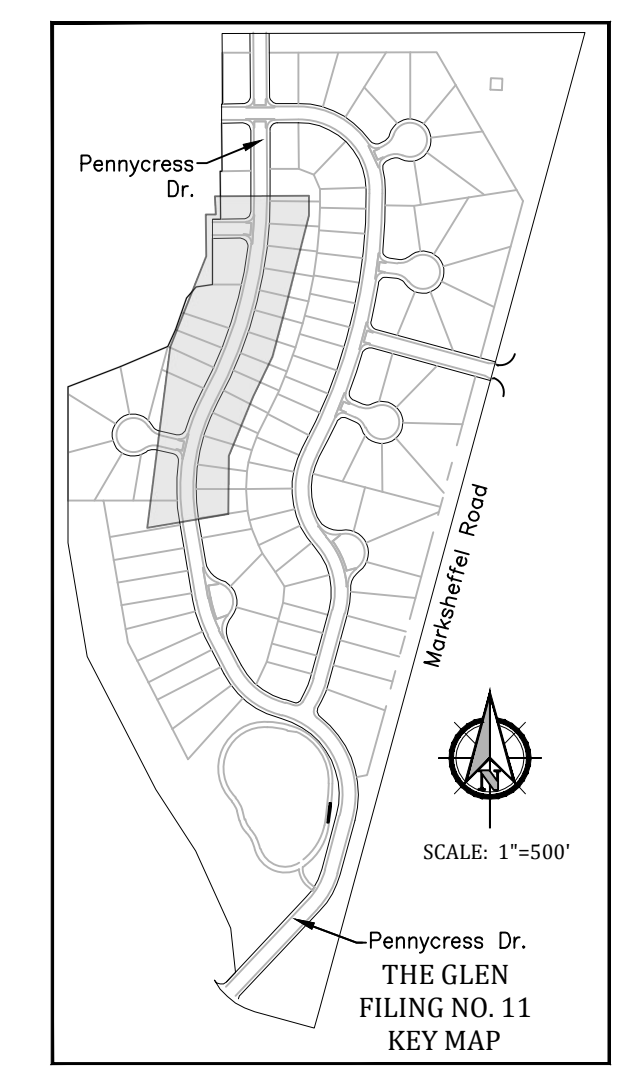 Pennycress
Dr.
Marksheffel Road
N
SCALE: 1"=500'
Pennycress Dr.
THE GLEN
FILING NO. 11
KEY MAP